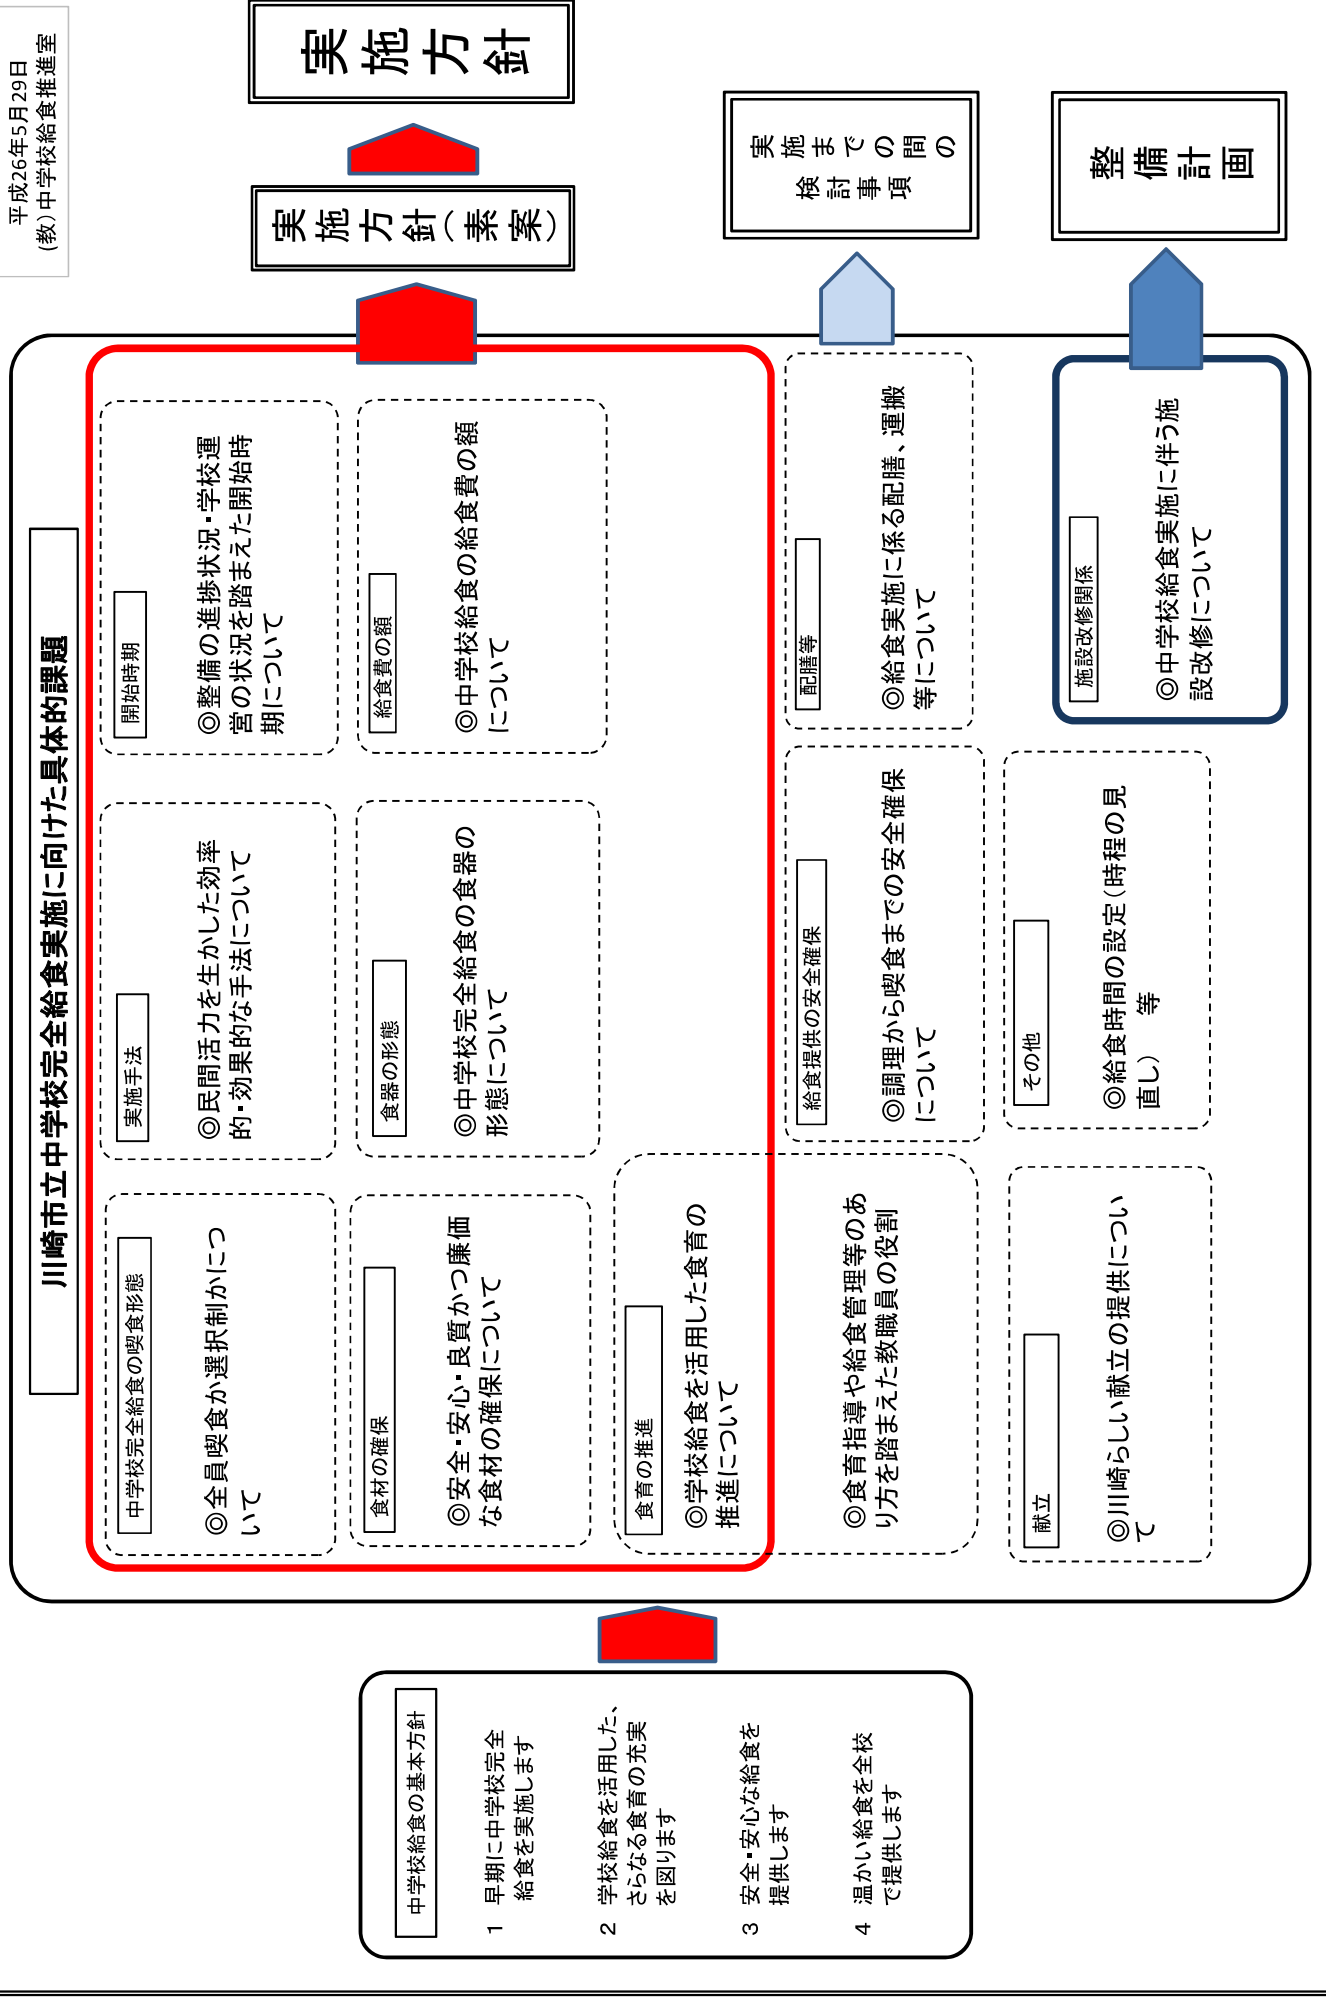 平成26年5月29日
(教)中学校給食推進室
川崎市立中学校完全給食実施に向けた具体的課題
中学校給食の基本方針
1 早期に中学校完全
給食を実施します
2 学校給食を活用した、
さらなる食育の充実
を図ります
3 安全・安心な給食を
提供します
4 温かい給食を全校
で提供します
中学校完全給食の喫食形態
◎全員喫食か選択制かにつ
いて
実施手法
◎民間活力を生かした効率
的・効果的な手法について
開始時期
◎整備の進捗状況・学校運
営の状況を踏まえた開始時
期について
食材の確保
◎安全・安心・良質かつ廉価
な食材の確保について
食器の形態
◎中学校完全給食の食器の
形態について
給食費の額
◎中学校給食の給食費の額
について
食育の推進
◎学校給食を活用した食育の
推進について
◎食育指導や給食管理等のあ
り方を踏まえた教職員の役割
給食提供の安全確保
◎調理から喫食までの安全確保
について
配膳等
◎給食実施に係る配膳、運搬
等について
献立
◎川崎らしい献立の提供につい
て
その他
◎給食時間の設定(時程の見
直し) 等
施設改修関係
◎中学校給食実施に伴う施
設改修について
実施方針(素案)
実施方針
実施までの間の
検討事項
整備計画